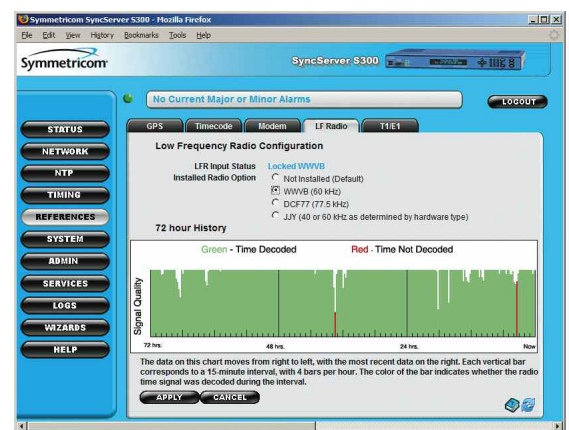 Symmetricom SyncServer S300 - Mozilla Firefox
File Edit View History Bookmarks Tools Help
Symmetricom
SyncServer S300
No Current Major or Minor Alarms
LOGOUT
STATUS
NETWORK
NTP
TIMING
REFERENCES
SYSTEM
ADMIN
SERVICES
LOGS
WIZARDS
HELP
GPS Timecode Modem LF Radio T1/E1
Low Frequency Radio Configuration
LFR Input Status Locked WWVB
Installed Radio Option Not Installed (Default)
WWVB (60 kHz)
DCF77 (77.5 kHz)
JJY (40 or 60 kHz as determined by hardware type)
72 hour History
Green - Time Decoded Red - Time Not Decoded
Signal Quality
72 hrs. 48 hrs. 24 hrs. Now
The data on this chart moves from right to left, with the most recent data on the right. Each vertical bar
corresponds to a 15-minute interval, with 4 bars per hour. The color of the bar indicates whether the radio
time signal was decoded during the interval.
APPLY CANCEL